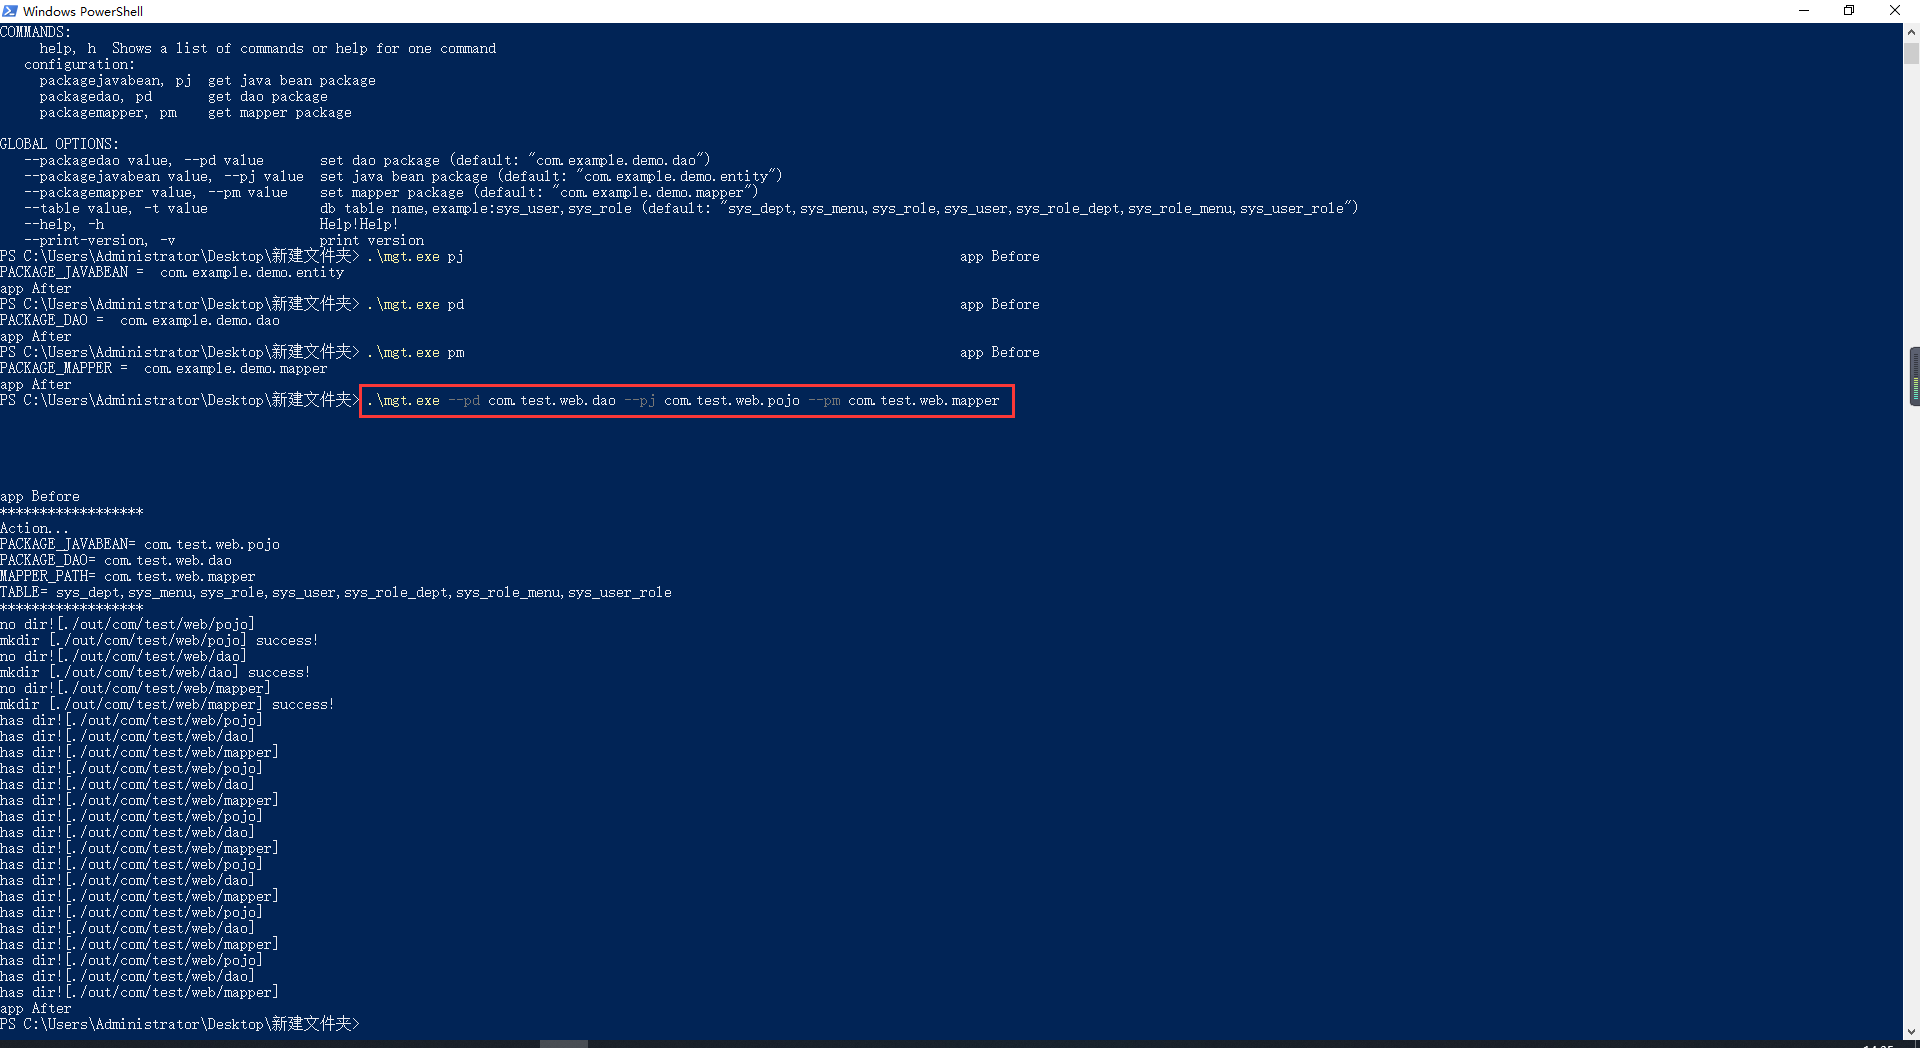 Windows PowerShell
COMMANDS:
help, h  Shows a list of commands or help for one command
configuration:
packagejavabean, pj  get java bean package
packagedao, pd  get dao package
packagemapper, pm  get mapper package
GLOBAL OPTIONS:
--packagedao value, --pd value  set dao package (default: "com.example.demo.dao")
--packagejavabean value, --pj value  set java bean package (default: "com.example.demo.entity")
--packagemapper value, --pm value  set mapper package (default: "com.example.demo.mapper")
--table value, -t value  db table name,example:sys_user,sys_role (default: "sys_dept,sys_menu,sys_role,sys_user,sys_role_dept,sys_role_menu,sys_user_role")
--help, -h  Help!Help!
--print-version, -v  print version
PS C:\Users\Administrator\Desktop\新建文件夹> .\mgt.exe pj  app Before
PACKAGE_JAVABEAN =  com.example.demo.entity
app After
PS C:\Users\Administrator\Desktop\新建文件夹> .\mgt.exe pd  app Before
PACKAGE_DAO =  com.example.demo.dao
app After
PS C:\Users\Administrator\Desktop\新建文件夹> .\mgt.exe pm  app Before
PACKAGE_MAPPER =  com.example.demo.mapper
app After
PS C:\Users\Administrator\Desktop\新建文件夹> .\mgt.exe --pd com.test.web.dao --pj com.test.web.pojo --pm com.test.web.mapper
app Before
******************
Action...
PACKAGE_JAVABEAN= com.test.web.pojo
PACKAGE_DAO= com.test.web.dao
MAPPER_PATH= com.test.web.mapper
TABLE= sys_dept,sys_menu,sys_role,sys_user,sys_role_dept,sys_role_menu,sys_user_role
******************
no dir![./out/com/test/web/pojo]
mkdir [./out/com/test/web/pojo] success!
no dir![./out/com/test/web/dao]
mkdir [./out/com/test/web/dao] success!
no dir![./out/com/test/web/mapper]
mkdir [./out/com/test/web/mapper] success!
has dir![./out/com/test/web/pojo]
has dir![./out/com/test/web/dao]
has dir![./out/com/test/web/mapper]
has dir![./out/com/test/web/pojo]
has dir![./out/com/test/web/dao]
has dir![./out/com/test/web/mapper]
has dir![./out/com/test/web/pojo]
has dir![./out/com/test/web/dao]
has dir![./out/com/test/web/mapper]
has dir![./out/com/test/web/pojo]
has dir![./out/com/test/web/dao]
has dir![./out/com/test/web/mapper]
has dir![./out/com/test/web/pojo]
has dir![./out/com/test/web/dao]
has dir![./out/com/test/web/mapper]
has dir![./out/com/test/web/pojo]
has dir![./out/com/test/web/dao]
has dir![./out/com/test/web/mapper]
app After
PS C:\Users\Administrator\Desktop\新建文件夹>